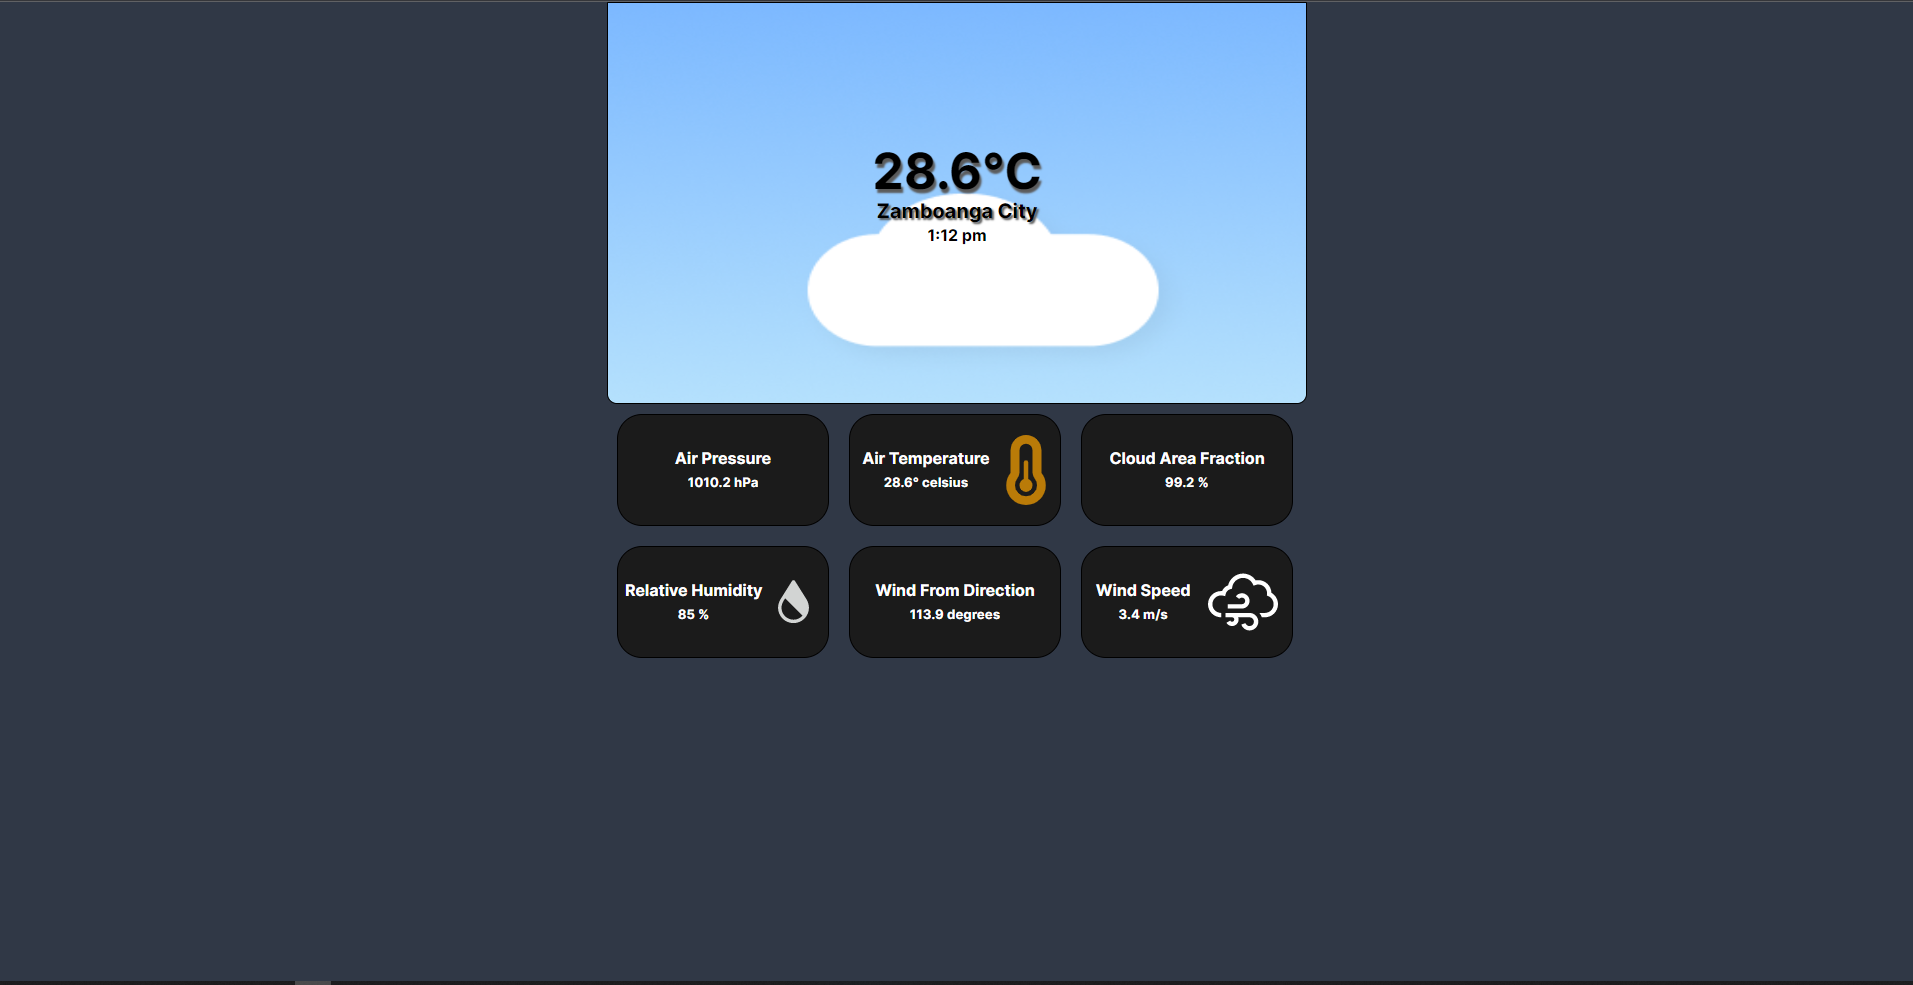 28.6°C
Zamboanga City
1:12 pm
Air Pressure
1010.2 hPa
Air Temperature
28.6° celsius
Cloud Area Fraction
99.2 %
Relative Humidity
85 %
Wind From Direction
113.9 degrees
Wind Speed
3.4 m/s